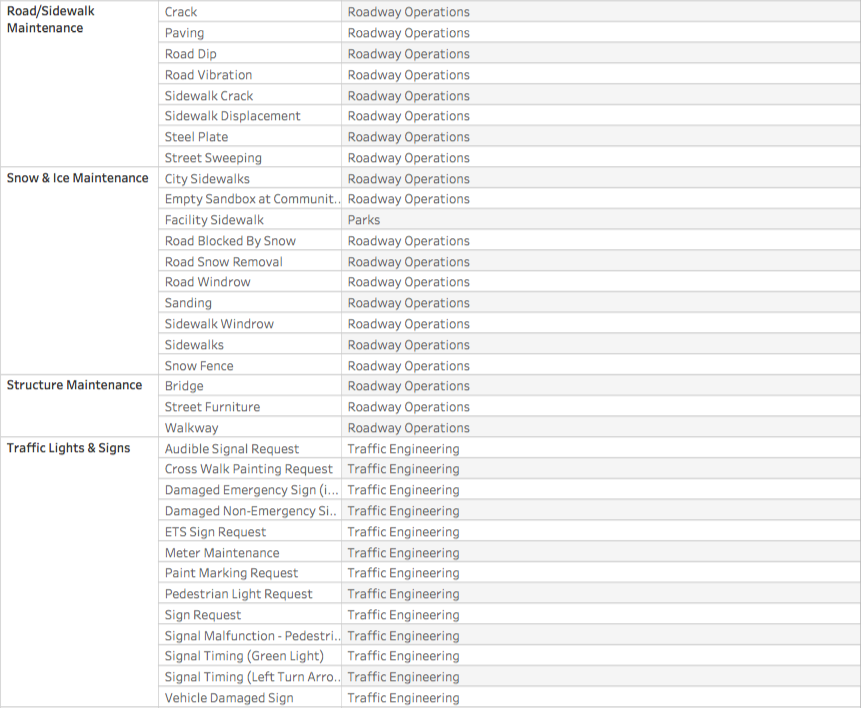 Road/Sidewalk Maintenance Crack Roadway Operations
Paving Roadway Operations
Road Dip Roadway Operations
Road Vibration Roadway Operations
Sidewalk Crack Roadway Operations
Sidewalk Displacement Roadway Operations
Steel Plate Roadway Operations
Street Sweeping Roadway Operations
Snow & Ice Maintenance City Sidewalks Roadway Operations
Empty Sandbox at Communit.. Roadway Operations
Facility Sidewalk Parks
Road Blocked By Snow Roadway Operations
Road Snow Removal Roadway Operations
Road Windrow Roadway Operations
Sanding Roadway Operations
Sidewalk Windrow Roadway Operations
Sidewalks Roadway Operations
Snow Fence Roadway Operations
Structure Maintenance Bridge Roadway Operations
Street Furniture Roadway Operations
Walkway Roadway Operations
Traffic Lights & Signs Audible Signal Request Traffic Engineering
Cross Walk Painting Request Traffic Engineering
Damaged Emergency Sign (i... Traffic Engineering
Damaged Non-Emergency Si.. Traffic Engineering
ETS Sign Request Traffic Engineering
Meter Maintenance Traffic Engineering
Paint Marking Request Traffic Engineering
Pedestrian Light Request Traffic Engineering
Sign Request Traffic Engineering
Signal Malfunction - Pedestri.. Traffic Engineering
Signal Timing (Green Light) Traffic Engineering
Signal Timing (Left Turn Arro.. Traffic Engineering
Vehicle Damaged Sign Traffic Engineering